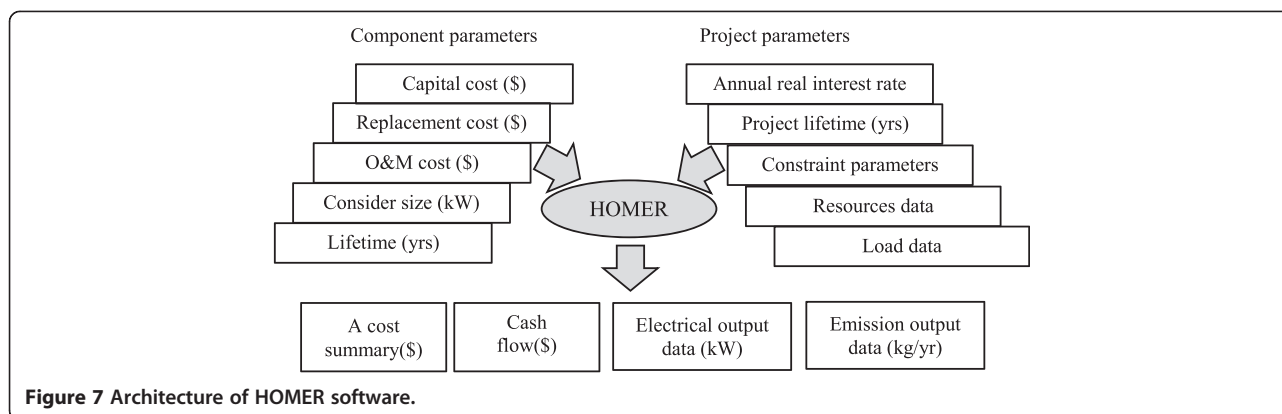 Component parameters
Project parameters
Capital cost ($)
Replacement cost ($)
O&M cost ($)
Consider size (kW)
Lifetime (yrs)
Annual real interest rate
Project lifetime (yrs)
Constraint parameters
Resources data
Load data
HOMER
A cost
summary($)
Cash
flow($)
Electrical output
data (kW)
Emission output
data (kg/yr)
Figure 7 Architecture of HOMER software.